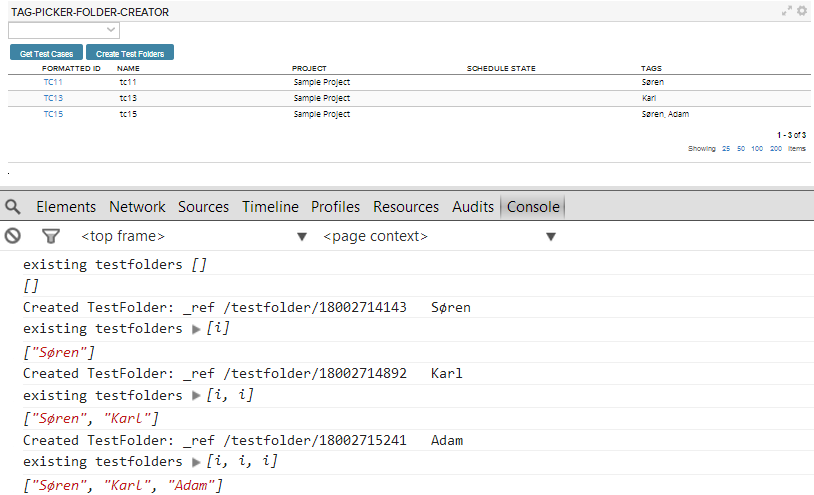 TAG-PICKER-FOLDER-CREATOR
Get Test Cases Create Test Folders
FORMATTED ID NAME PROJECT SCHEDULE STATE TAGS
TC11 tc11 Sample Project Søren
TC13 tc13 Sample Project Karl
TC15 tc15 Sample Project Søren, Adam
1 - 3 of 3
Showing 25 50 100 200 items
Elements Network Sources Timeline Profiles Resources Audits Console
<top frame> ▼ <page context> ▼
existing testfolders []
[]
Created TestFolder: _ref /testfolder/18002714143 Søren
existing testfolders ▶ [i]
["Søren"]
Created TestFolder: _ref /testfolder/18002714892 Karl
existing testfolders ▶ [i, i]
["Søren", "Karl"]
Created TestFolder: _ref /testfolder/18002715241 Adam
existing testfolders ▶ [i, i, i]
["Søren", "Karl", "Adam"]